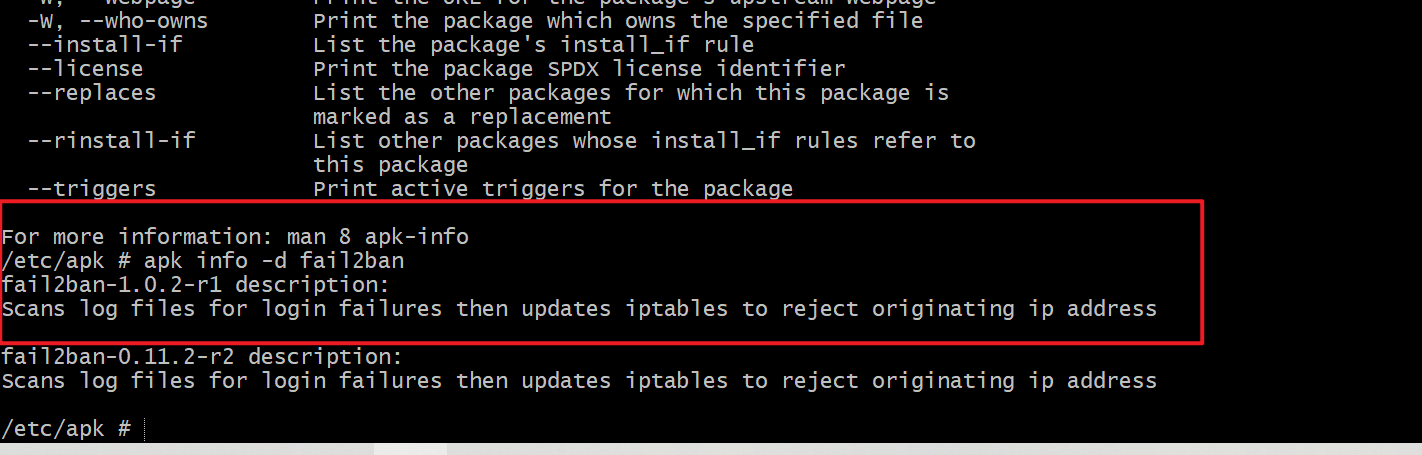 -w, --webpage Print the URL for the package's upstream webpage
-W, --who-owns Print the package which owns the specified file
--install-if List the package's install_if rule
--license Print the package SPDX license identifier
--replaces List the other packages for which this package is
marked as a replacement
--rinstall-if List other packages whose install_if rules refer to
this package
--triggers Print active triggers for the package
For more information: man 8 apk-info
/etc/apk # apk info -d fail2ban
fail2ban-1.0.2-r1 description:
Scans log files for login failures then updates iptables to reject originating ip address
fail2ban-0.11.2-r2 description:
Scans log files for login failures then updates iptables to reject originating ip address
/etc/apk #